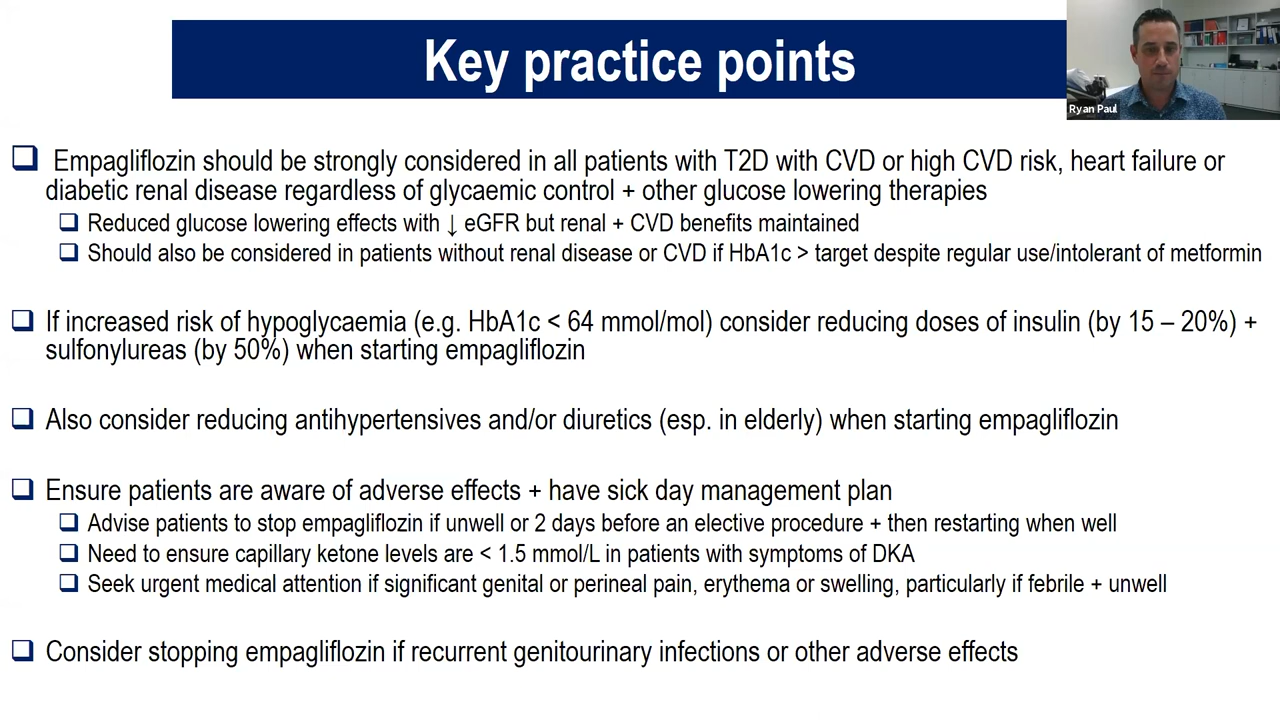 Key practice points
Ryan Paul
Empagliflozin should be strongly considered in all patients with T2D with CVD or high CVD risk, heart failure or
diabetic renal disease regardless of glycaemic control + other glucose lowering therapies
Reduced glucose lowering effects with ↓ eGFR but renal + CVD benefits maintained
Should also be considered in patients without renal disease or CVD if HbA1c > target despite regular use/intolerant of metformin
If increased risk of hypoglycaemia (e.g. HbA1c < 64 mmol/mol) consider reducing doses of insulin (by 15 – 20%) +
sulfonylureas (by 50%) when starting empagliflozin
Also consider reducing antihypertensives and/or diuretics (esp. in elderly) when starting empagliflozin
Ensure patients are aware of adverse effects + have sick day management plan
Advise patients to stop empagliflozin if unwell or 2 days before an elective procedure + then restarting when well
Need to ensure capillary ketone levels are < 1.5 mmol/L in patients with symptoms of DKA
Seek urgent medical attention if significant genital or perineal pain, erythema or swelling, particularly if febrile + unwell
Consider stopping empagliflozin if recurrent genitourinary infections or other adverse effects